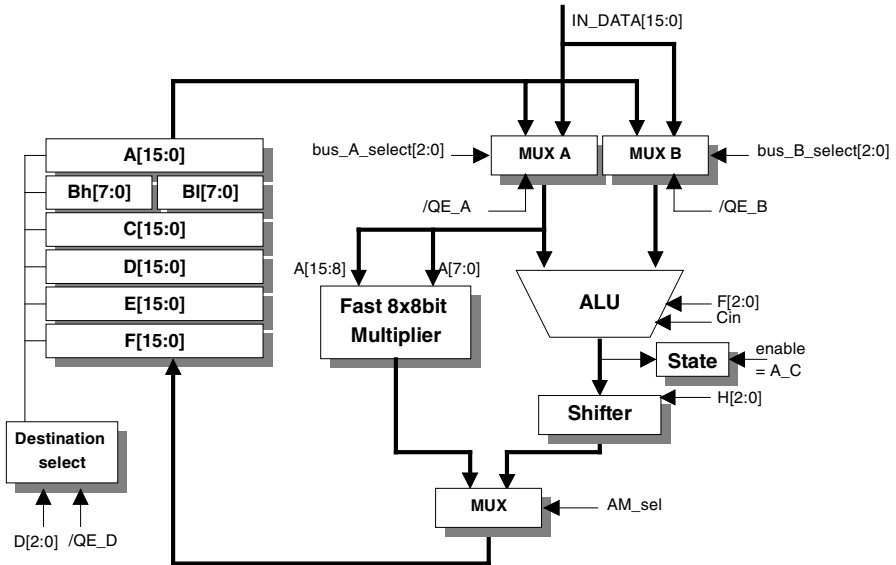 IN_DATA[15:0]
bus_A_select[2:0]
MUX A
MUX B
bus_B_select[2:0]
/QE_A
/QE_B
A[15:0]
Bh[7:0]
Bl[7:0]
C[15:0]
D[15:0]
E[15:0]
F[15:0]
A[15:8]
A[7:0]
Fast 8x8bit
Multiplier
ALU
F[2:0]
Cin
State
enable
= A_C
Shifter
H[2:0]
Destination
select
D[2:0]
/QE_D
MUX
AM_sel